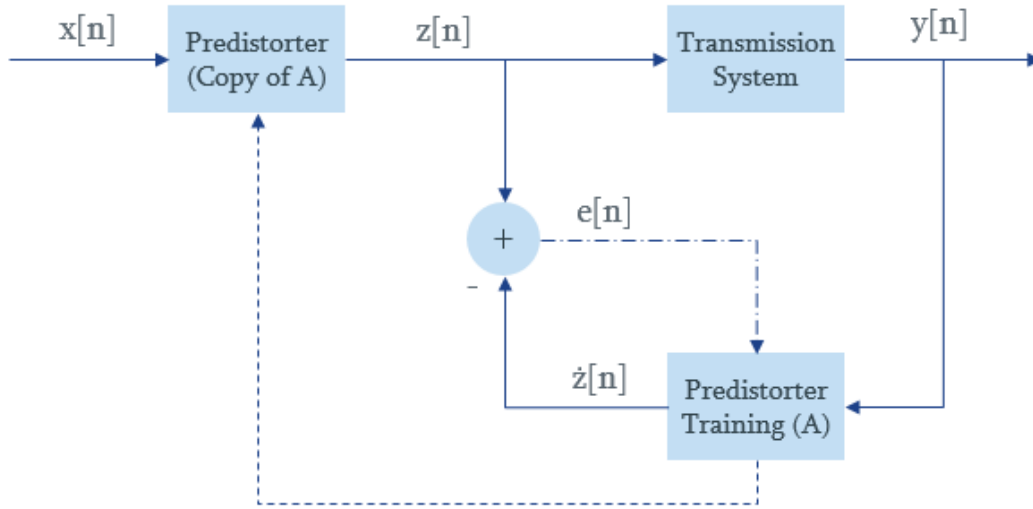 x[n]
Predistorter
(Copy of A)
z[n]
Transmission
System
y[n]
+
e[n]
-
ż[n]
Predistorter
Training (A)